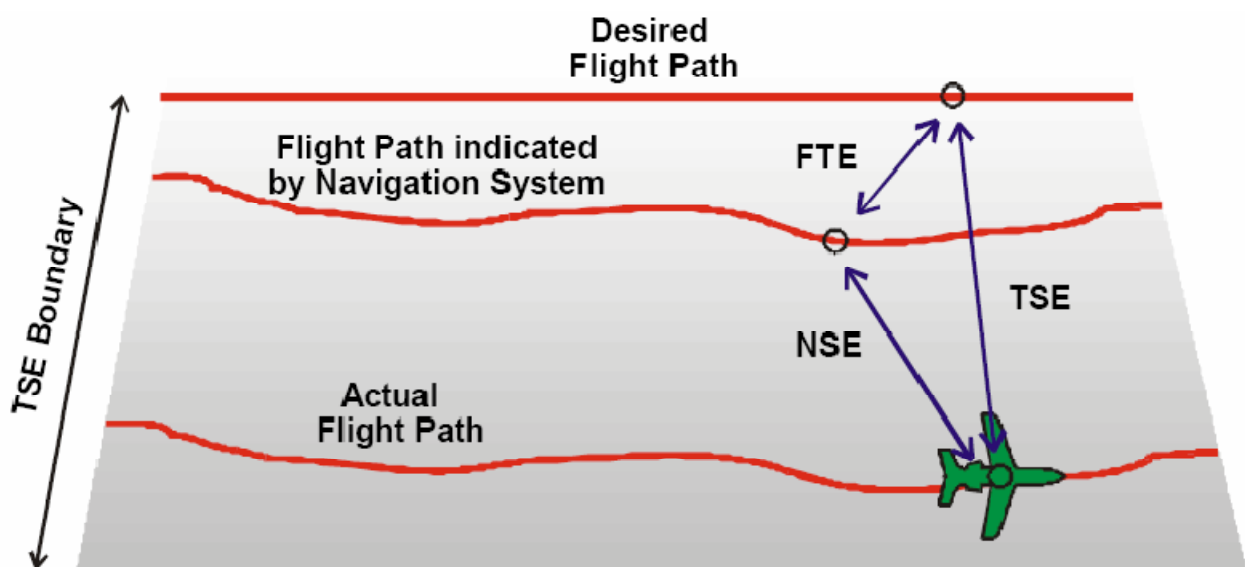 Desired
Flight Path
Flight Path indicated
by Navigation System
FTE
TSE Boundary
TSE
NSE
Actual
Flight Path